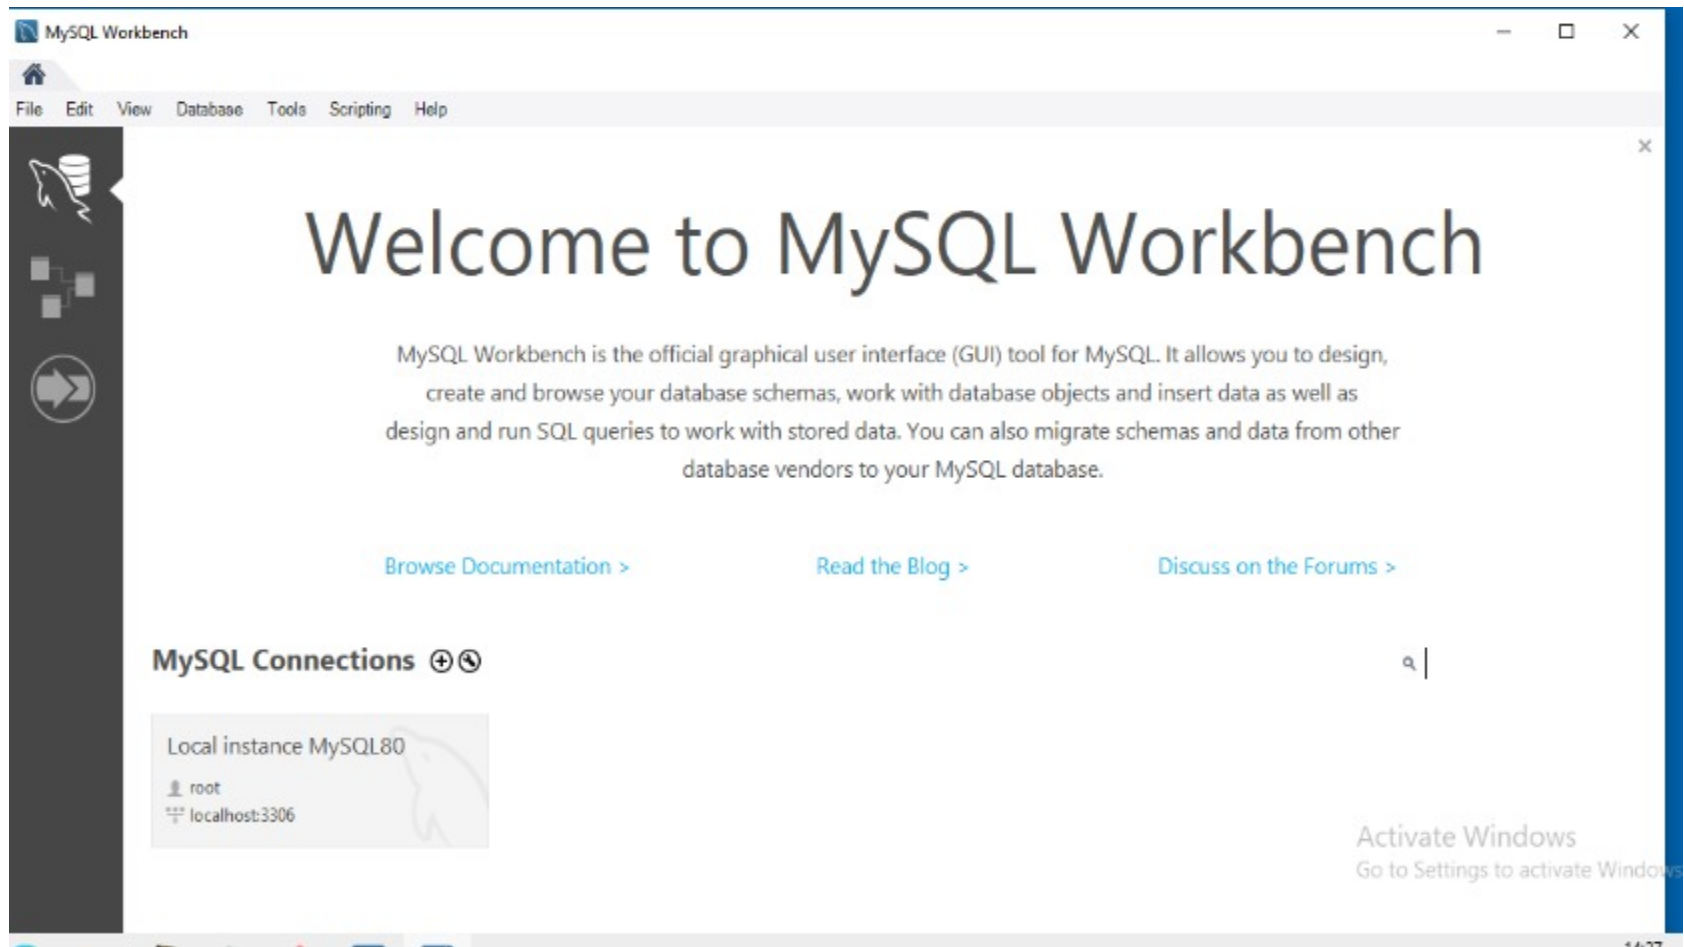 MySQL Workbench
File Edit View Database Tools Scripting Help
Welcome to MySQL Workbench
MySQL Workbench is the official graphical user interface (GUI) tool for MySQL. It allows you to design,
create and browse your database schemas, work with database objects and insert data as well as
design and run SQL queries to work with stored data. You can also migrate schemas and data from other
database vendors to your MySQL database.
Browse Documentation > Read the Blog > Discuss on the Forums >
MySQL Connections
Local instance MySQL80
root
localhost:3306
Activate Windows
Go to Settings to activate Windows